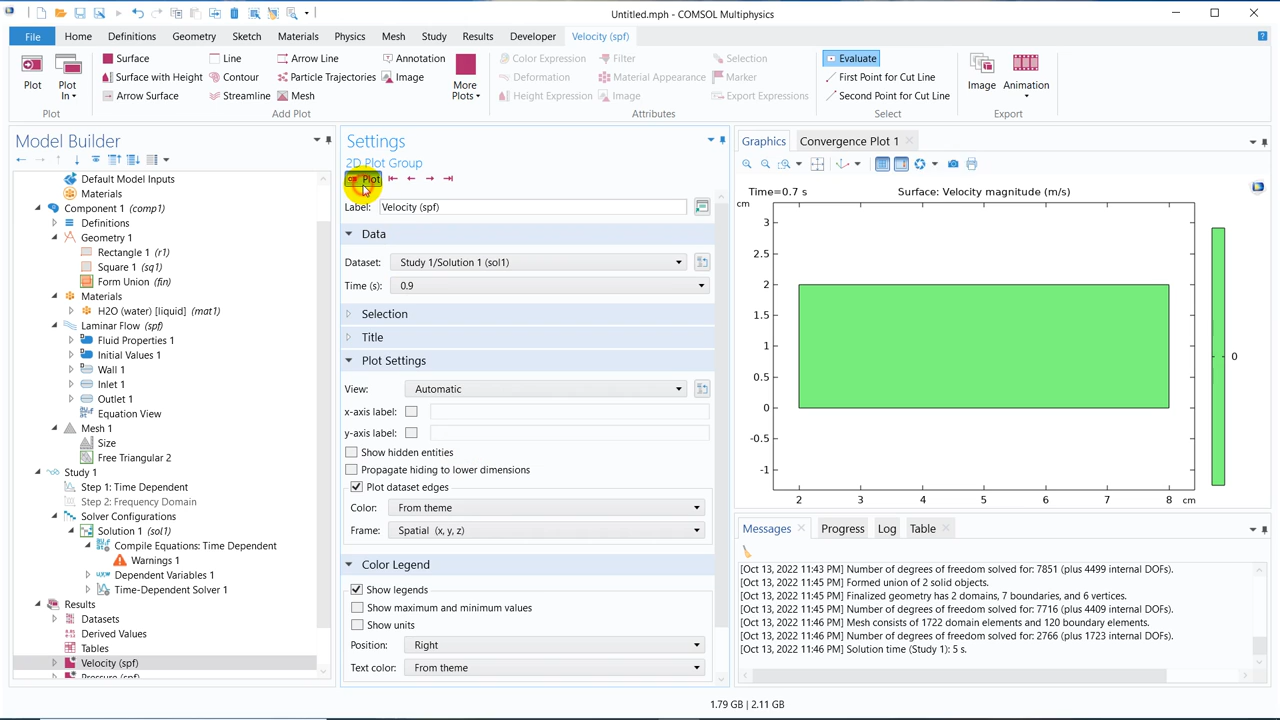 Untitled.mph - COMSOL Multiphysics
File Home Definitions Geometry Sketch Materials Physics Mesh Study Results Developer Velocity (spf)
Plot
Plot In
Plot
Surface
Surface with Height
Arrow Surface
Line
Contour
Streamline
Arrow Line
Particle Trajectories
Mesh
Annotation
Image
More Plots
Add Plot
Color Expression
Deformation
Height Expression
Filter
Material Appearance
Image
Selection
Marker
Export Expressions
Attributes
Evaluate
First Point for Cut Line
Second Point for Cut Line
Select
Image
Animation
Export
Model Builder
Default Model Inputs
Materials
Component 1 (comp1)
Definitions
Geometry 1
Rectangle 1 (r1)
Square 1 (sq1)
Form Union (fin)
Materials
H2O (water) [liquid] (mat1)
Laminar Flow (spf)
Fluid Properties 1
Initial Values 1
Wall 1
Inlet 1
Outlet 1
Equation View
Mesh 1
Size
Free Triangular 2
Study 1
Step 1: Time Dependent
Step 2: Frequency Domain
Solver Configurations
Solution 1 (sol1)
Compile Equations: Time Dependent
Warnings 1
Dependent Variables 1
Time-Dependent Solver 1
Results
Datasets
Derived Values
Tables
Velocity (spf)
Pressure (spf)
Settings
2D Plot Group
Plot
Label: Velocity (spf)
Data
Dataset: Study 1/Solution 1 (sol1)
Time (s): 0.9
Selection
Title
Plot Settings
View: Automatic
x-axis label:
y-axis label:
Show hidden entities
Propagate hiding to lower dimensions
Plot dataset edges
Color: From theme
Frame: Spatial (x, y, z)
Color Legend
Show legends
Show maximum and minimum values
Show units
Position: Right
Text color: From theme
Graphics Convergence Plot 1
Time=0.7 s Surface: Velocity magnitude (m/s)
cm
3
2.5
2
1.5
1
0.5
0
-0.5
-1
2 3 4 5 6 7 8 cm
0
Messages Progress Log Table
[Oct 13, 2022 11:43 PM] Number of degrees of freedom solved for: 7851 (plus 4499 internal DOFs).
[Oct 13, 2022 11:45 PM] Formed union of 2 solid objects.
[Oct 13, 2022 11:45 PM] Finalized geometry has 2 domains, 7 boundaries, and 6 vertices.
[Oct 13, 2022 11:45 PM] Number of degrees of freedom solved for: 7716 (plus 4409 internal DOFs).
[Oct 13, 2022 11:46 PM] Mesh consists of 1722 domain elements and 120 boundary elements.
[Oct 13, 2022 11:46 PM] Number of degrees of freedom solved for: 2766 (plus 1723 internal DOFs).
[Oct 13, 2022 11:46 PM] Solution time (Study 1): 5 s.
1.79 GB | 2.11 GB